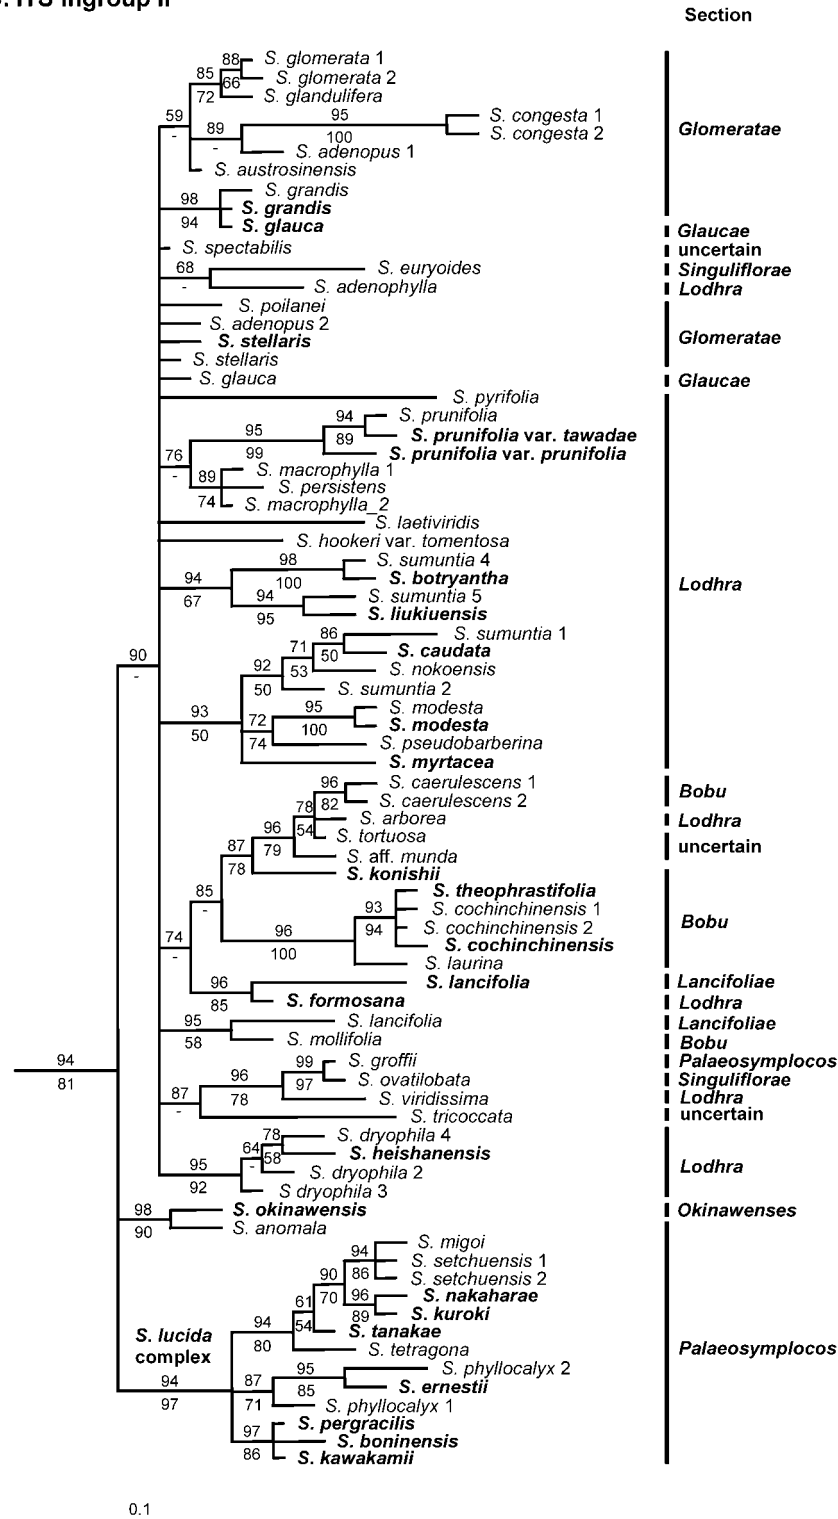 Section
88 S. glomerata 1
85 66 S. glomerata 2
72 S. glandulifera
59 95 S. congesta 1
- 89 100 S. congesta 2 Glomeratae
- S. adenopus 1
S. austrosinensis
S. grandis
98 S. grandis
94 S. glauca Glaucae
S. spectabilis uncertain
68 S. euryoides Singuliflorae
- S. adenophylla Lodhra
S. poilanei
S. adenopus 2
S. stellaris Glomeratae
S. stellaris
S. glauca Glaucae
S. pyrifolia
94 S. prunifolia
95 89 S. prunifolia var. tawadae
76 99 S. prunifolia var. prunifolia
- 89 S. macrophylla 1
S. persistens
74 S. macrophylla_2
S. laetiviridis
S. hookeri var. tomentosa
98 S. sumuntia 4
94 100 S. botryantha Lodhra
67 94 S. sumuntia 5
95 S. liukiuensis
86 S. sumuntia 1
71 50 S. caudata
92 53 S. nokoensis
90 50 S. sumuntia 2
- 93 95 S. modesta
50 72 100 S. modesta
74 S. pseudobarberina
S. myrtacea
96 S. caerulescens 1 Bobu
78 82 S. caerulescens 2
S. arborea Lodhra
96 54 S. tortuosa
87 79 S. aff. munda uncertain
78 S. konishii
85 S. theophrastifolia
- 93 S. cochinchinensis 1
96 94 S. cochinchinensis 2 Bobu
74 100 S. cochinchinensis
- S. laurina
96 S. lancifolia Lancifoliae
85 S. formosana Lodhra
95 S. lancifolia Lancifoliae
58 S. mollifolia Bobu
94 99 S. groffii Palaeosymplocos
81 96 97 S. ovatilobata Singuliflorae
87 78 S. viridissima Lodhra
- S. tricoccata uncertain
78 S. dryophila 4
64 58 S. heishanensis
95 - S. dryophila 2 Lodhra
92 S dryophila 3
98 S. okinawensis Okinawenses
90 S. anomala
S. migoi
94 S. setchuensis 1
90 86 S. setchuensis 2
70 96 S. nakaharae
61 89 S. kuroki
S. lucida 94 54 S. tanakae
complex 80 S. tetragona Palaeosymplocos
95 S. phyllocalyx 2
94 87 85 S. ernestii
97 71 S. phyllocalyx 1
97 S. pergracilis
S. boninensis
86 S. kawakamii
0.1